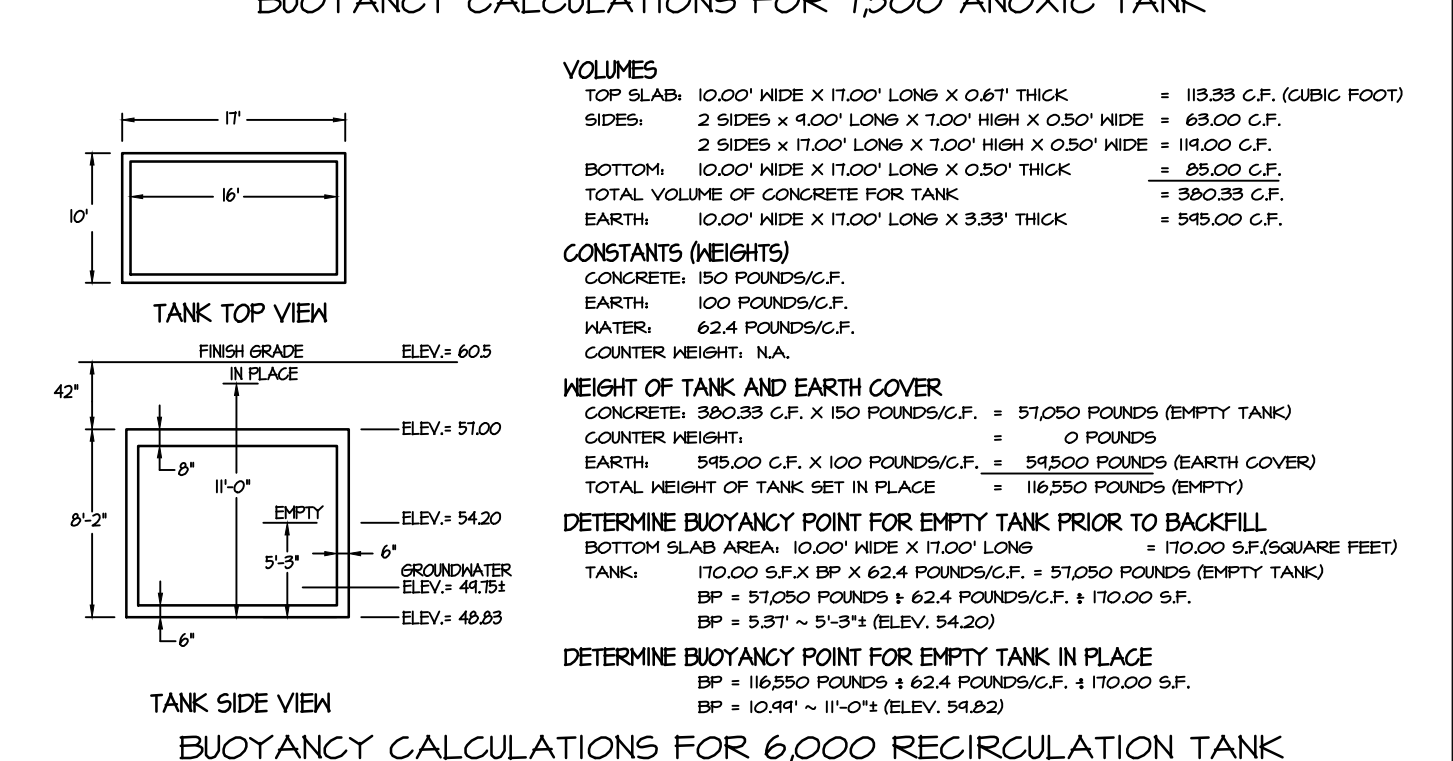 BUOYANCY CALCULATIONS FOR 7,500 ANOXIC TANK
17'
16'
10'
TANK TOP VIEW
FINISH GRADE ELEV.= 60.5
IN PLACE
42"
ELEV.= 57.00
8"
11'-0"
8'-2"
EMPTY
ELEV.= 54.20
5'-3"
6"
GROUNDWATER
ELEV.= 49.75±
ELEV.= 48.83
6"
TANK SIDE VIEW
VOLUMES
TOP SLAB: 10.00' WIDE X 17.00' LONG X 0.67' THICK = 113.33 C.F. (CUBIC FOOT)
SIDES: 2 SIDES x 9.00' LONG X 7.00' HIGH X 0.50' WIDE = 63.00 C.F.
2 SIDES x 17.00' LONG X 7.00' HIGH X 0.50' WIDE = 119.00 C.F.
BOTTOM: 10.00' WIDE X 17.00' LONG X 0.50' THICK = 85.00 C.F.
TOTAL VOLUME OF CONCRETE FOR TANK = 380.33 C.F.
EARTH: 10.00' WIDE X 17.00' LONG X 3.33' THICK = 595.00 C.F.
CONSTANTS (WEIGHTS)
CONCRETE: 150 POUNDS/C.F.
EARTH: 100 POUNDS/C.F.
WATER: 62.4 POUNDS/C.F.
COUNTER WEIGHT: N.A.
WEIGHT OF TANK AND EARTH COVER
CONCRETE: 380.33 C.F. X 150 POUNDS/C.F. = 57,050 POUNDS (EMPTY TANK)
COUNTER WEIGHT: = 0 POUNDS
EARTH: 595.00 C.F. X 100 POUNDS/C.F. = 59,500 POUNDS (EARTH COVER)
TOTAL WEIGHT OF TANK SET IN PLACE = 116,550 POUNDS (EMPTY)
DETERMINE BUOYANCY POINT FOR EMPTY TANK PRIOR TO BACKFILL
BOTTOM SLAB AREA: 10.00' WIDE X 17.00' LONG = 170.00 S.F.(SQUARE FEET)
TANK: 170.00 S.F.X BP X 62.4 POUNDS/C.F. = 57,050 POUNDS (EMPTY TANK)
BP = 57,050 POUNDS ÷ 62.4 POUNDS/C.F. ÷ 170.00 S.F.
BP = 5.37' ~ 5'-3"± (ELEV. 54.20)
DETERMINE BUOYANCY POINT FOR EMPTY TANK IN PLACE
BP = 116,550 POUNDS ÷ 62.4 POUNDS/C.F. ÷ 170.00 S.F.
BP = 10.99' ~ 11'-0"± (ELEV. 59.82)
BUOYANCY CALCULATIONS FOR 6,000 RECIRCULATION TANK